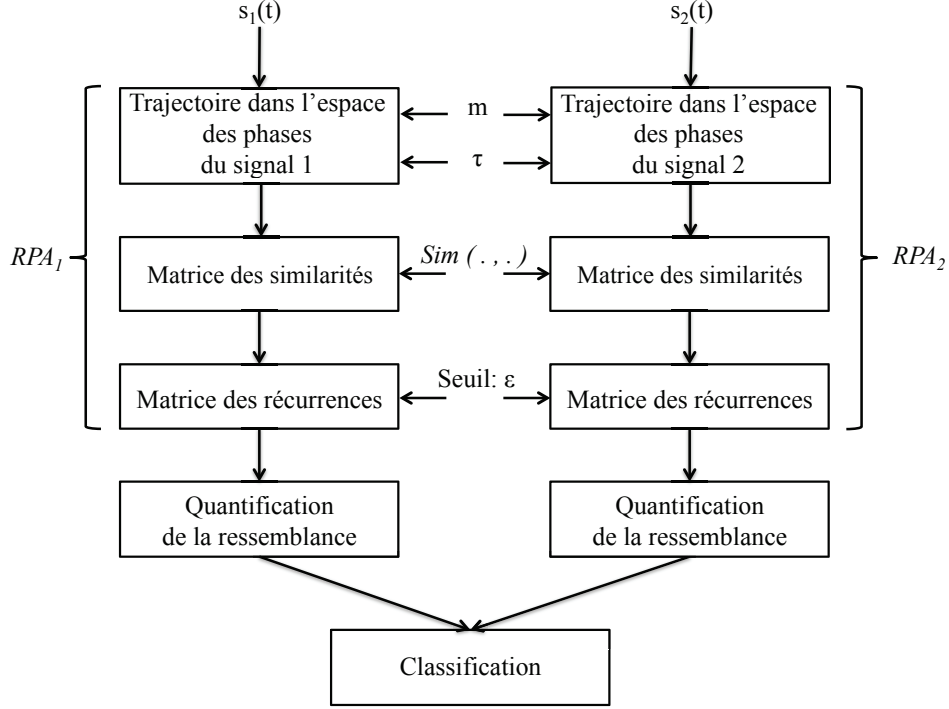 s₁(t)
s₂(t)
Trajectoire dans l'espace
des phases
du signal 1
m
τ
Trajectoire dans l'espace
des phases
du signal 2
RPA₁
Matrice des similarités
Sim ( . , . )
Matrice des similarités
RPA₂
Matrice des récurrences
Seuil: ε
Matrice des récurrences
Quantification
de la ressemblance
Quantification
de la ressemblance
Classification